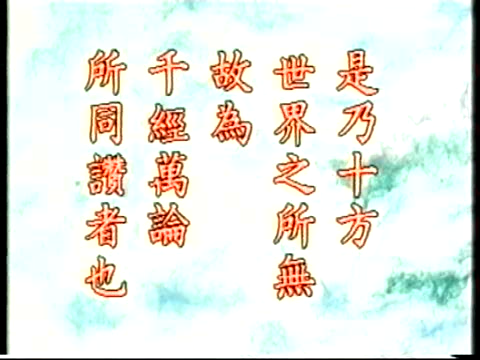 是乃十方
世界之所無
故為
千經萬論
所同讚者也